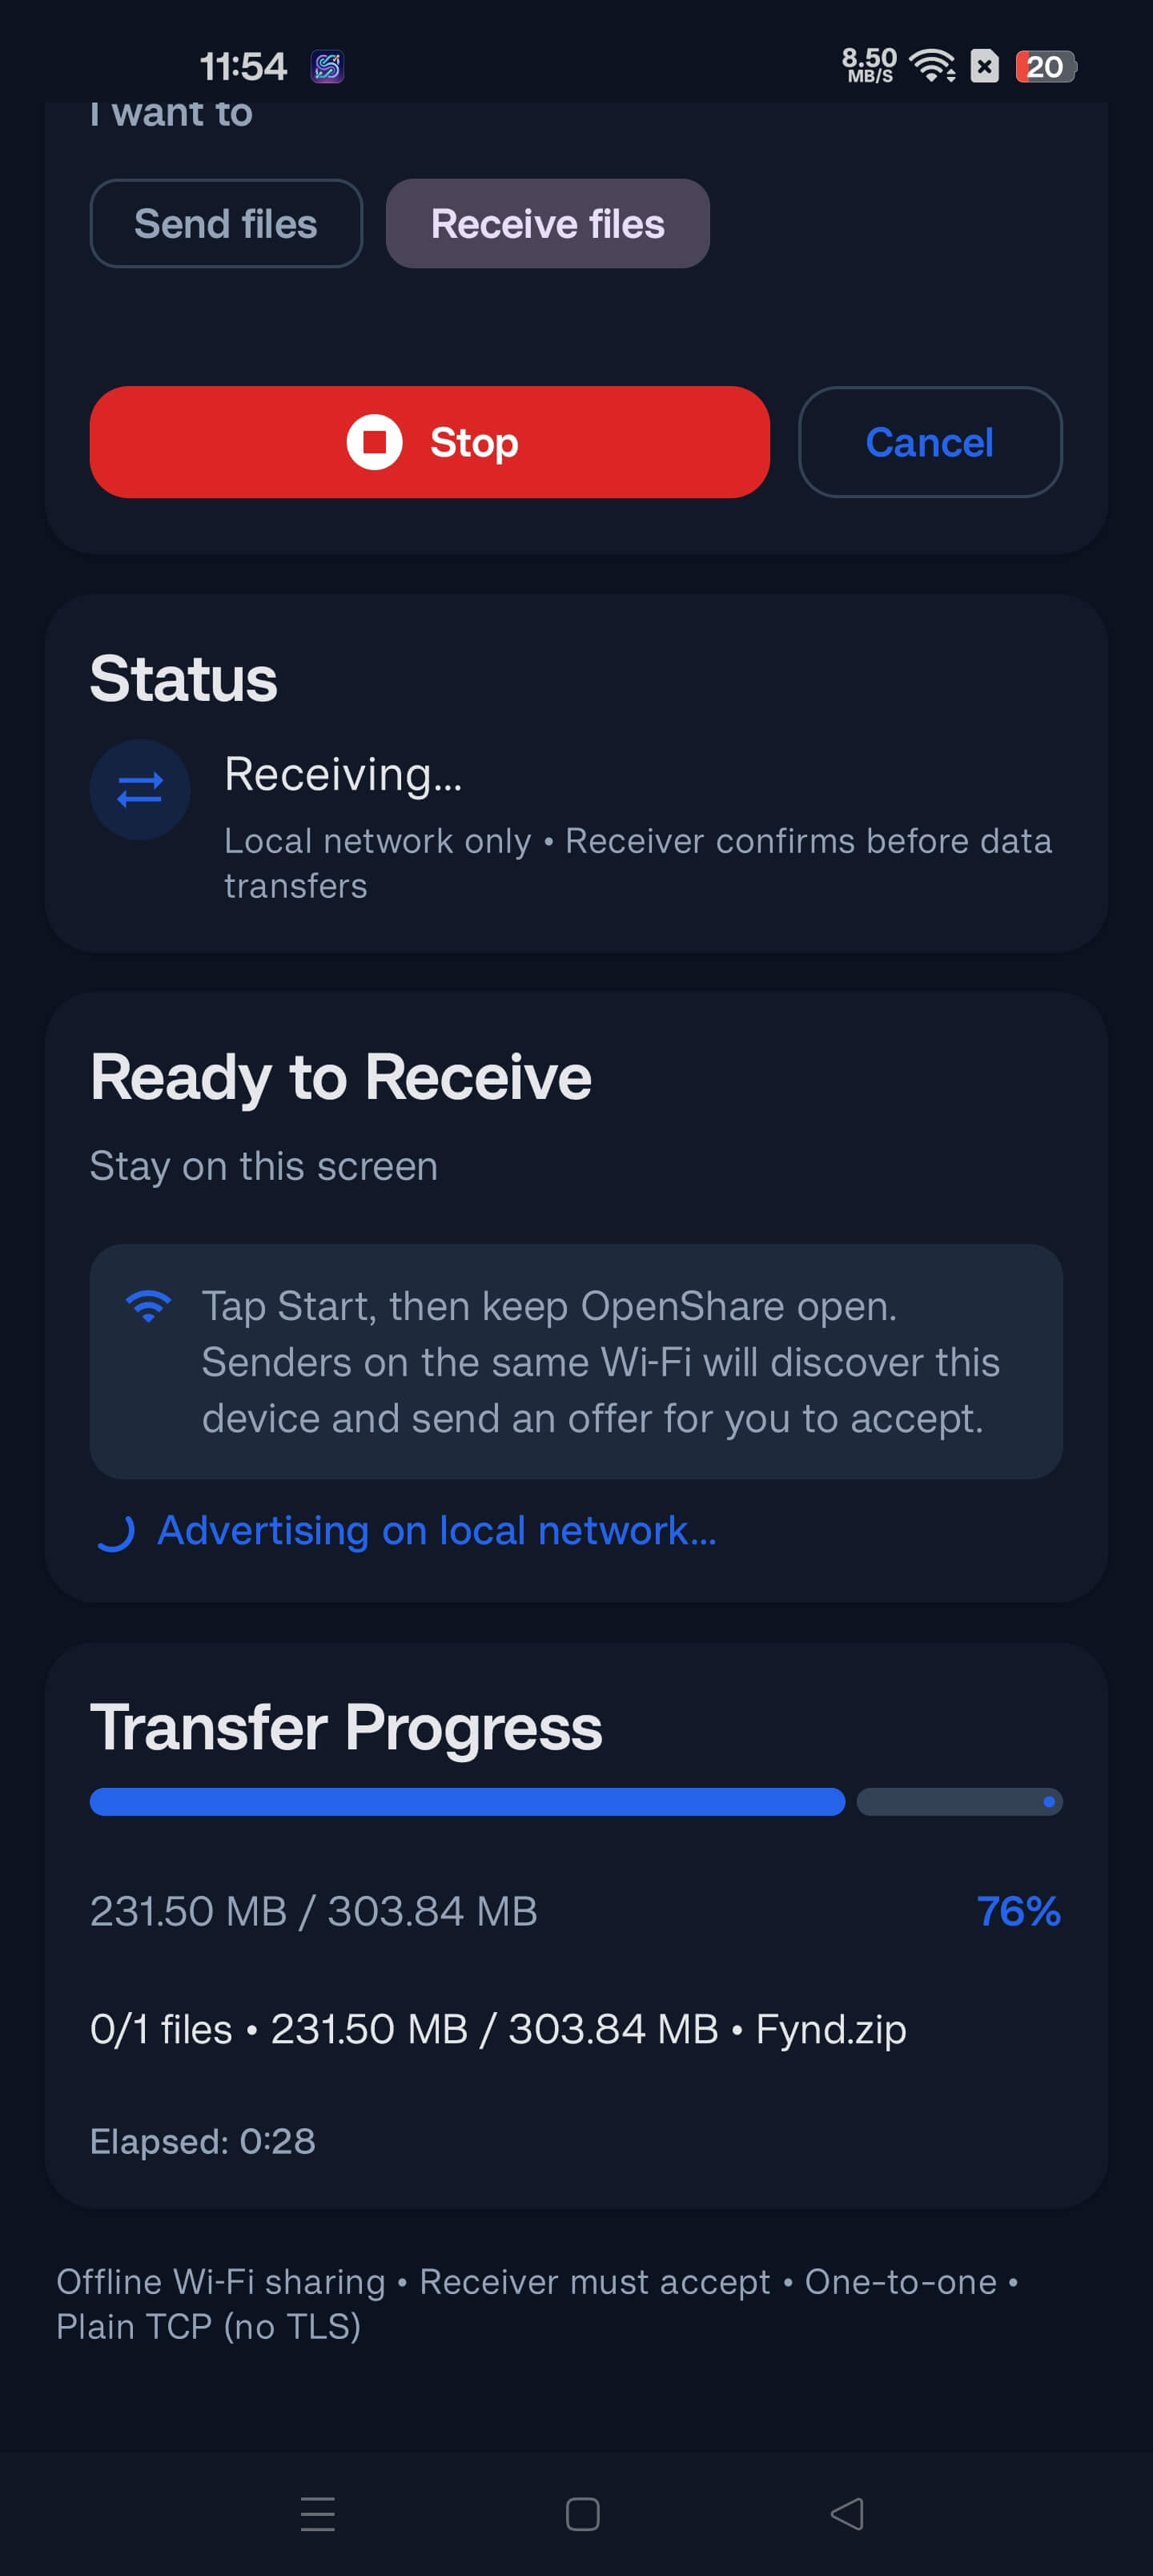 11:54
8.50
MB/S
20
I want to
Send files
Receive files
Stop
Cancel
Status
Receiving...
Local network only • Receiver confirms before data
transfers
Ready to Receive
Stay on this screen
Tap Start, then keep OpenShare open.
Senders on the same Wi-Fi will discover this
device and send an offer for you to accept.
Advertising on local network...
Transfer Progress
231.50 MB / 303.84 MB
76%
0/1 files • 231.50 MB / 303.84 MB • Fynd.zip
Elapsed: 0:28
Offline Wi-Fi sharing • Receiver must accept • One-to-one •
Plain TCP (no TLS)